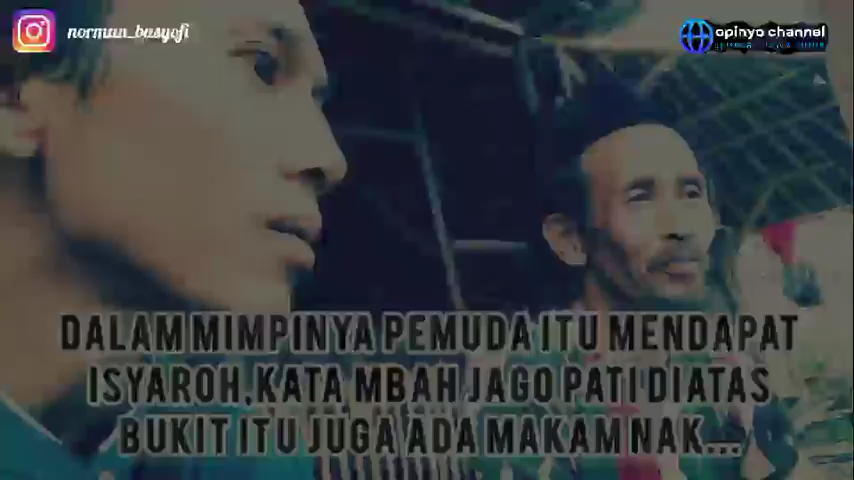 norman_basyofi
opinyo channel
DALAM MIMPINYA PEMUDA ITU MENDAPAT
ISYAROH,KATA MBAH JAGO PATI DIATAS
BUKIT ITU JUGA ADA MAKAM NAK...